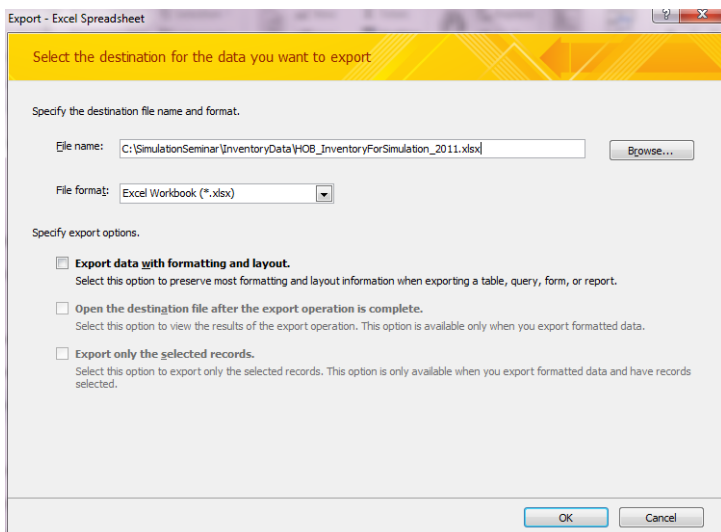 Export - Excel Spreadsheet
Select the destination for the data you want to export
Specify the destination file name and format.
File name: C:\SimulationSeminar\InventoryData\HOB_InventoryForSimulation_2011.xlsx Browse...
File format: Excel Workbook (*.xlsx)
Specify export options.
Export data with formatting and layout.
Select this option to preserve most formatting and layout information when exporting a table, query, form, or report.
Open the destination file after the export operation is complete.
Select this option to view the results of the export operation. This option is available only when you export formatted data.
Export only the selected records.
Select this option to export only the selected records. This option is only available when you export formatted data and have records
selected.
OK Cancel